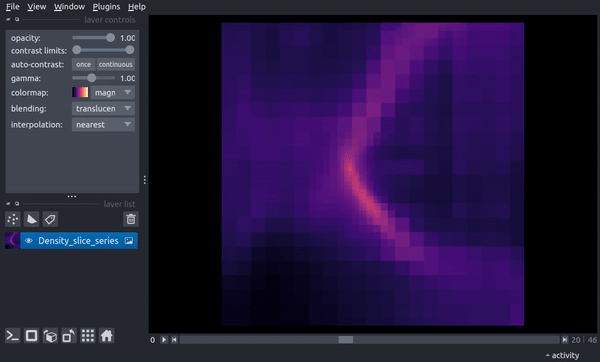 File View Window Plugins Help
layer controls
opacity: 1.00
contrast limits:
auto-contrast: once continuous
gamma: 1.00
colormap: magn
blending: translucen
interpolation: nearest
layer list
Density_slice_series
0 20 | 46
activity